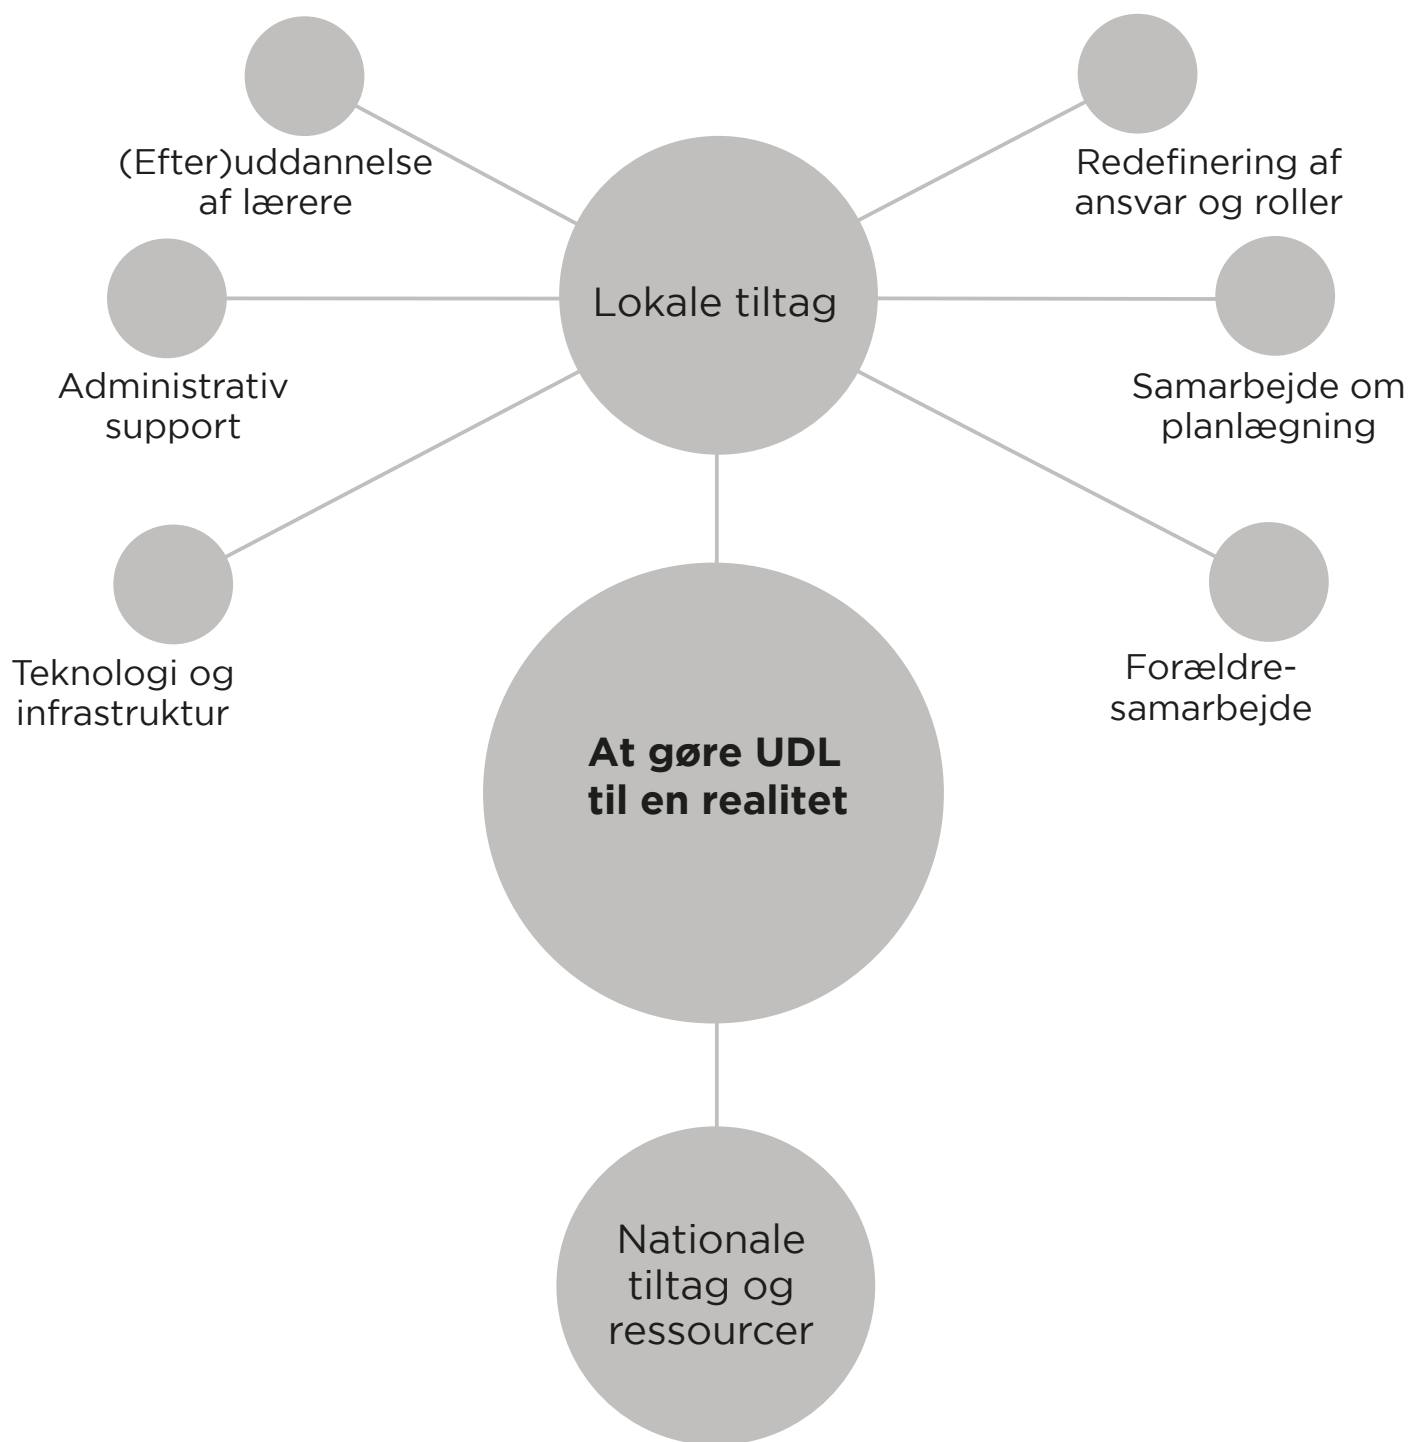 (Efter)uddannelse
af lærere
Redefinering af
ansvar og roller
Lokale tiltag
Administrativ
support
Samarbejde om
planlægning
Teknologi og
infrastruktur
Forældre-
samarbejde
At gøre UDL
til en realitet
Nationale
tiltag og
ressourcer